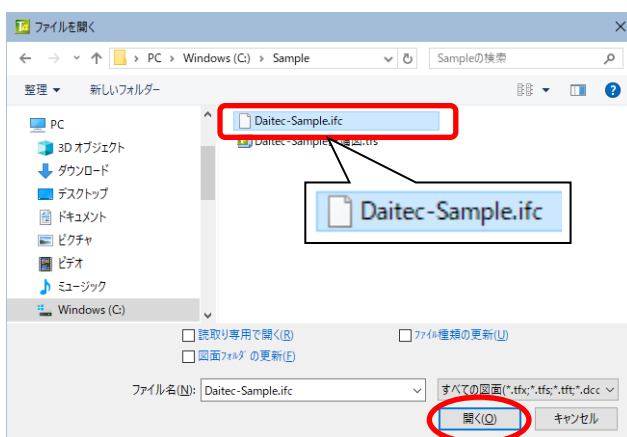 ファイルを開く
PC › Windows (C:) › Sample
Sampleの検索
整理 新しいフォルダー
PC
3D オブジェクト
ダウンロード
デスクトップ
ドキュメント
ピクチャ
ビデオ
ミュージック
Windows (C:)
Daitec-Sample.ifc
Daitec-Sample
図.tfs
Daitec-Sample.ifc
読取り専用で開く(R)
ファイル種類の更新(U)
図面フォルダの更新(F)
ファイル名(N): Daitec-Sample.ifc
すべての図面(*.tfx;*.tfs;*.tft;*.dcc
開く(O)
キャンセル